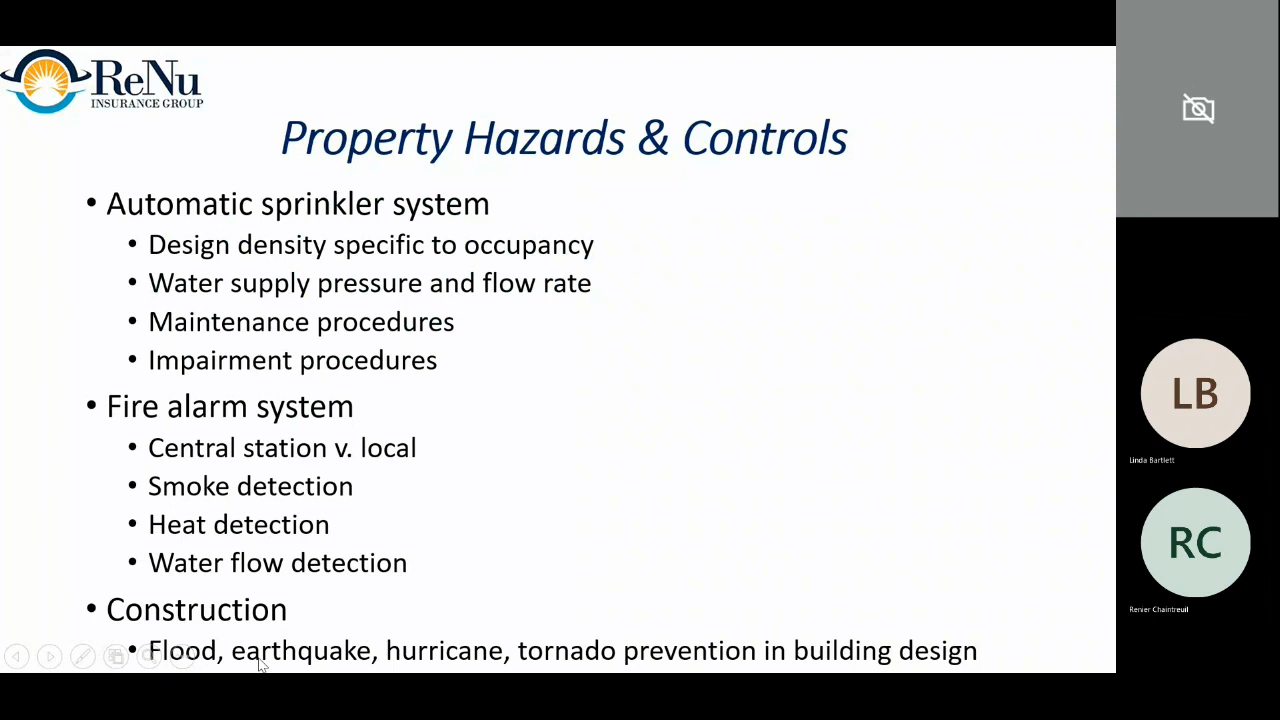 ReNu
INSURANCE GROUP
Property Hazards & Controls
• Automatic sprinkler system
• Design density specific to occupancy
• Water supply pressure and flow rate
• Maintenance procedures
• Impairment procedures
• Fire alarm system
• Central station v. local
• Smoke detection
• Heat detection
• Water flow detection
• Construction
• Flood, earthquake, hurricane, tornado prevention in building design
LB
Linda Bartlett
RC
Renier Chaintreuil